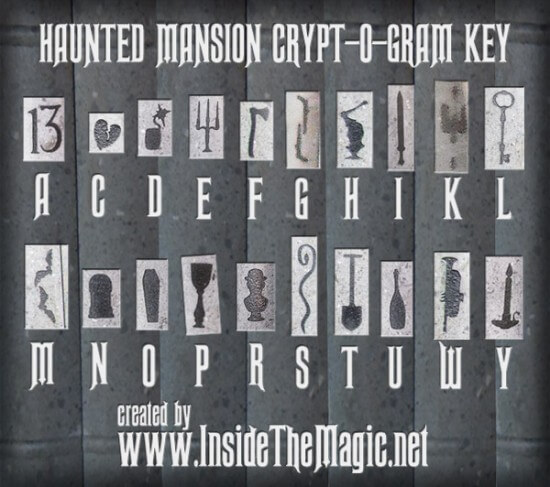 HAUNTED MANSION CRYPT-O-GRAM KEY
13
A C D E F G H I K L
M N O P R S T U W Y
created by
www.InsideTheMagic.net